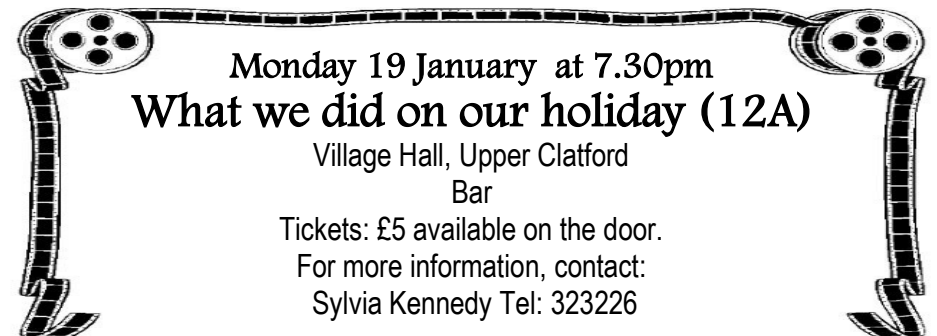 Monday 19 January at 7.30pm
What we did on our holiday (12A)
Village Hall, Upper Clatford
Bar
Tickets: £5 available on the door.
For more information, contact:
Sylvia Kennedy Tel: 323226